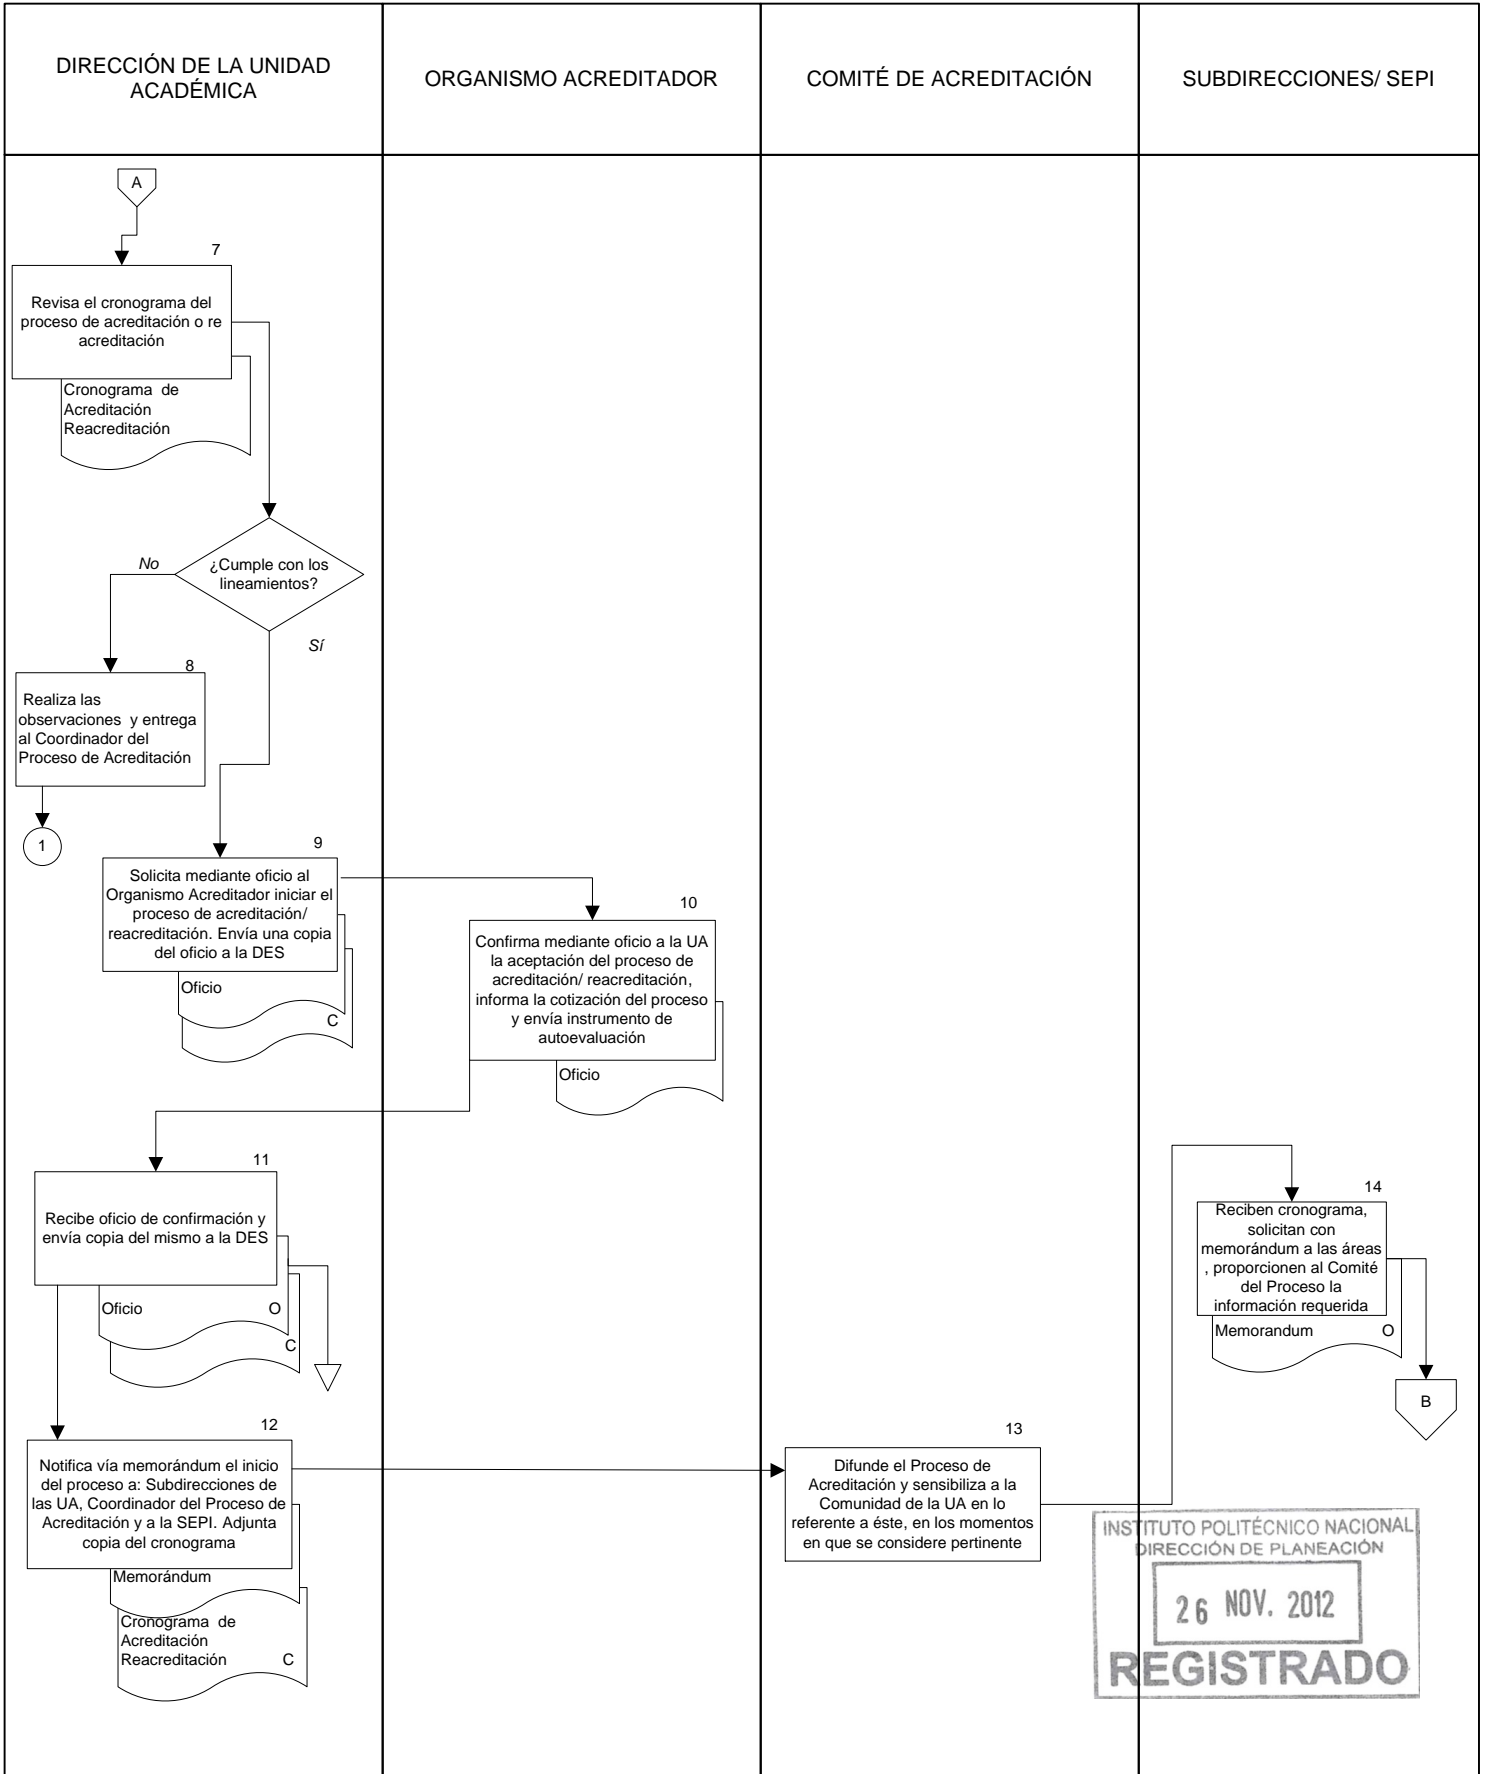 DIRECCIÓN DE LA UNIDAD
ACADÉMICA
ORGANISMO ACREDITADOR
COMITÉ DE ACREDITACIÓN
SUBDIRECCIONES/ SEPI
A
7
Revisa el cronograma del
proceso de acreditación o re
acreditación
Cronograma de
Acreditación
Reacreditación
¿Cumple con los
lineamientos?
No
Sí
8
Realiza las
observaciones y entrega
al Coordinador del
Proceso de Acreditación
1
9
Solicita mediante oficio al
Organismo Acreditador iniciar el
proceso de acreditación/
reacreditación. Envía una copia
del oficio a la DES
Oficio
C
10
Confirma mediante oficio a la UA
la aceptación del proceso de
acreditación/ reacreditación,
informa la cotización del proceso
y envía instrumento de
autoevaluación
Oficio
11
Recibe oficio de confirmación y
envía copia del mismo a la DES
Oficio O
C
12
Notifica vía memorándum el inicio
del proceso a: Subdirecciones de
las UA, Coordinador del Proceso de
Acreditación y a la SEPI. Adjunta
copia del cronograma
Memorándum
Cronograma de
Acreditación
Reacreditación C
13
Difunde el Proceso de
Acreditación y sensibiliza a la
Comunidad de la UA en lo
referente a éste, en los momentos
en que se considere pertinente
14
Reciben cronograma,
solicitan con
memorándum a las áreas
, proporcionen al Comité
del Proceso la
información requerida
Memorandum O
B
INSTITUTO POLITÉCNICO NACIONAL
DIRECCIÓN DE PLANEACIÓN
26 NOV. 2012
REGISTRADO